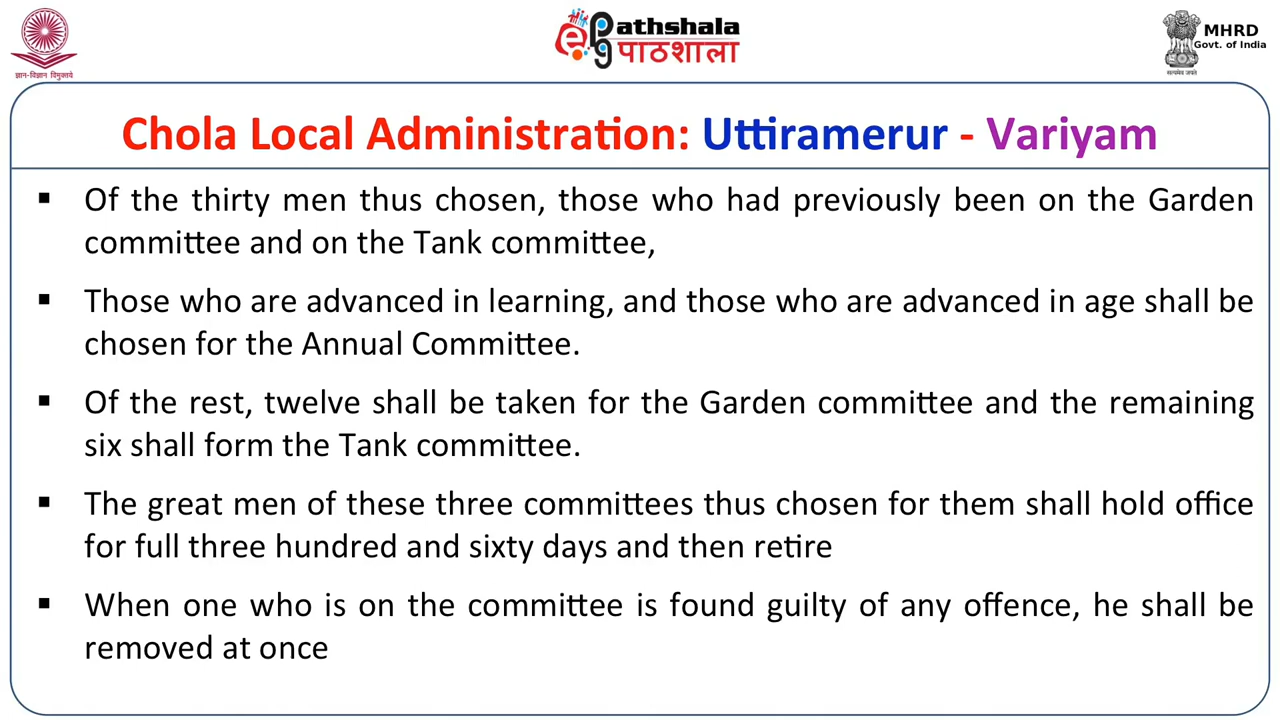 ज्ञान-विज्ञान विमुक्तये
ePathshala
पाठशाला
MHRD
Govt. of India
सत्यमेव जयते
Chola Local Administration: Uttiramerur - Variyam
▪ Of the thirty men thus chosen, those who had previously been on the Garden
committee and on the Tank committee,
▪ Those who are advanced in learning, and those who are advanced in age shall be
chosen for the Annual Committee.
▪ Of the rest, twelve shall be taken for the Garden committee and the remaining
six shall form the Tank committee.
▪ The great men of these three committees thus chosen for them shall hold office
for full three hundred and sixty days and then retire
▪ When one who is on the committee is found guilty of any offence, he shall be
removed at once